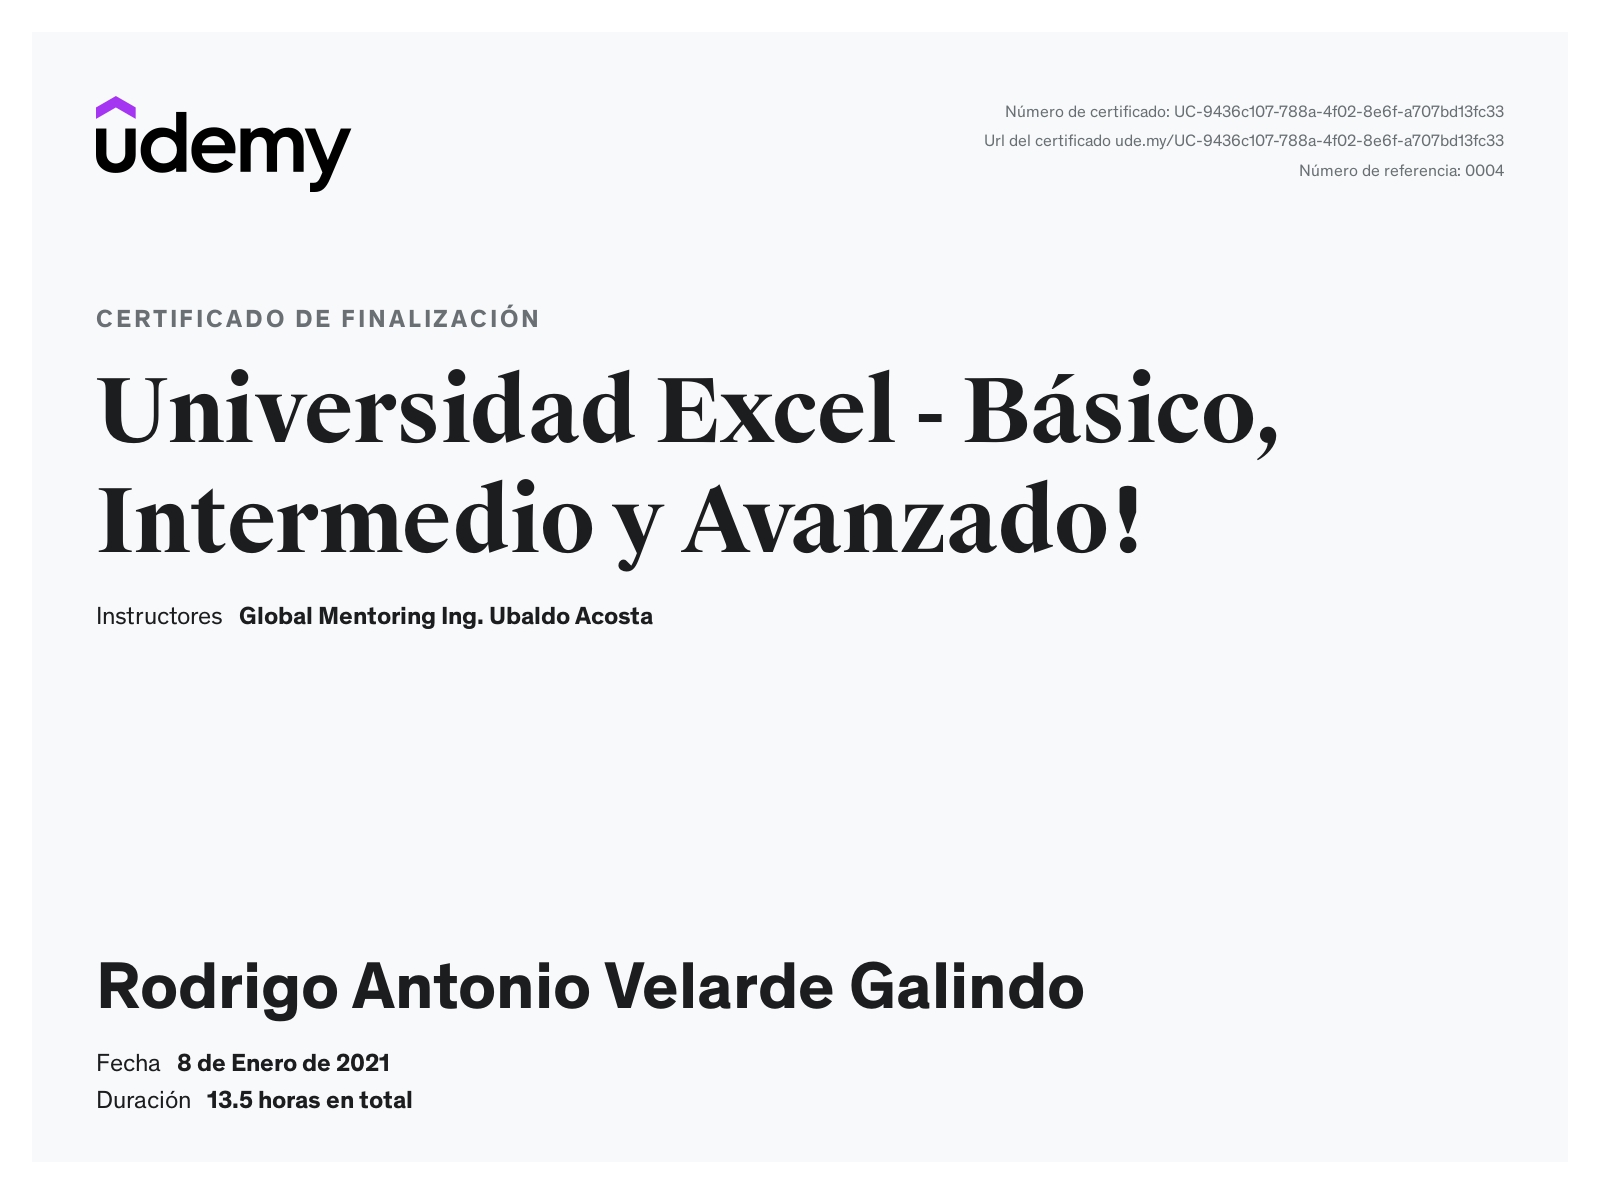 udemy
Número de certificado: UC-9436c107-788a-4f02-8e6f-a707bd13fc33
Url del certificado ude.my/UC-9436c107-788a-4f02-8e6f-a707bd13fc33
Número de referencia: 0004
CERTIFICADO DE FINALIZACIÓN
Universidad Excel - Básico,
Intermedio y Avanzado!
Instructores Global Mentoring Ing. Ubaldo Acosta
Rodrigo Antonio Velarde Galindo
Fecha 8 de Enero de 2021
Duración 13.5 horas en total